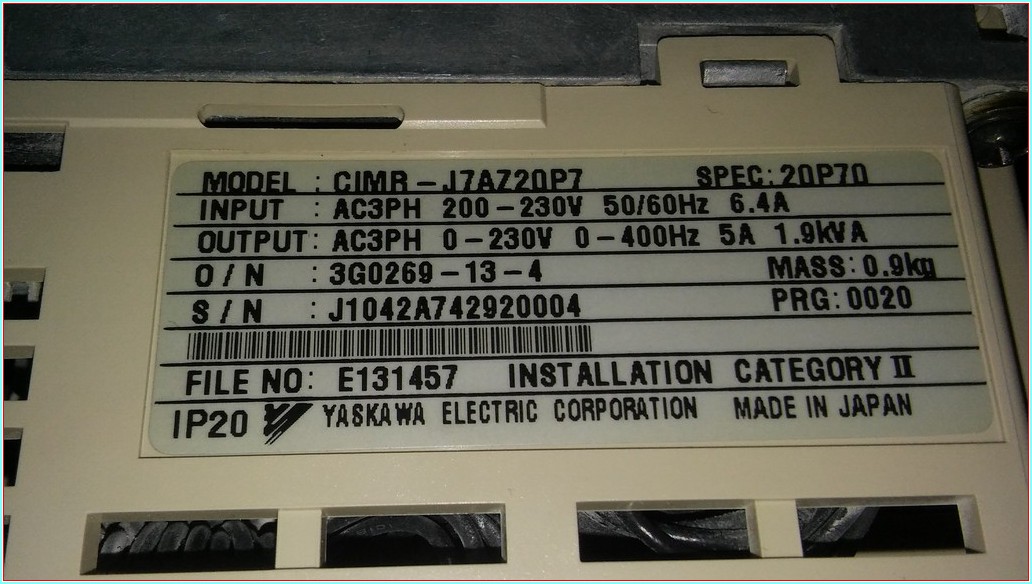 MODEL : CIMR-J7AZ20P7 SPEC: 20P70
INPUT : AC3PH 200-230V 50/60Hz 6.4A
OUTPUT: AC3PH 0-230V 0-400Hz 5A 1.9kVA
O/N : 3G0269-13-4 MASS: 0.9kg
S/N : J1042A742920004 PRG: 0020
FILE NO: E131457 INSTALLATION CATEGORY II
IP20 YASKAWA ELECTRIC CORPORATION MADE IN JAPAN